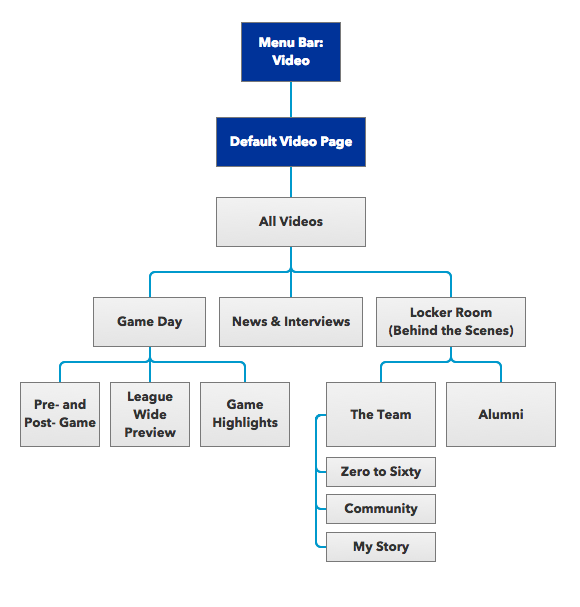 Menu Bar:
Video
Default Video Page
All Videos
Game Day
News & Interviews
Locker Room
(Behind the Scenes)
Pre- and
Post- Game
League
Wide
Preview
Game
Highlights
The Team
Alumni
Zero to Sixty
Community
My Story